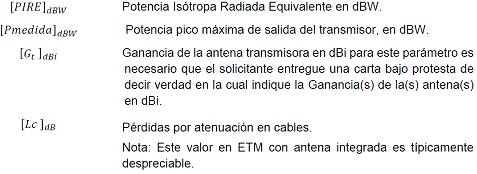 [PIRE]dBW Potencia Isótropa Radiada Equivalente en dBW.
[Pmedida]dBW Potencia pico máxima de salida del transmisor, en dBW.
[Gt ]dBi Ganancia de la antena transmisora en dBi para este parámetro es
necesario que el solicitante entregue una carta bajo protesta de
decir verdad en la cual indique la Ganancia(s) de la(s) antena(s)
en dBi.
[Lc ]dB Pérdidas por atenuación en cables.
Nota: Este valor en ETM con antena integrada es típicamente
despreciable.